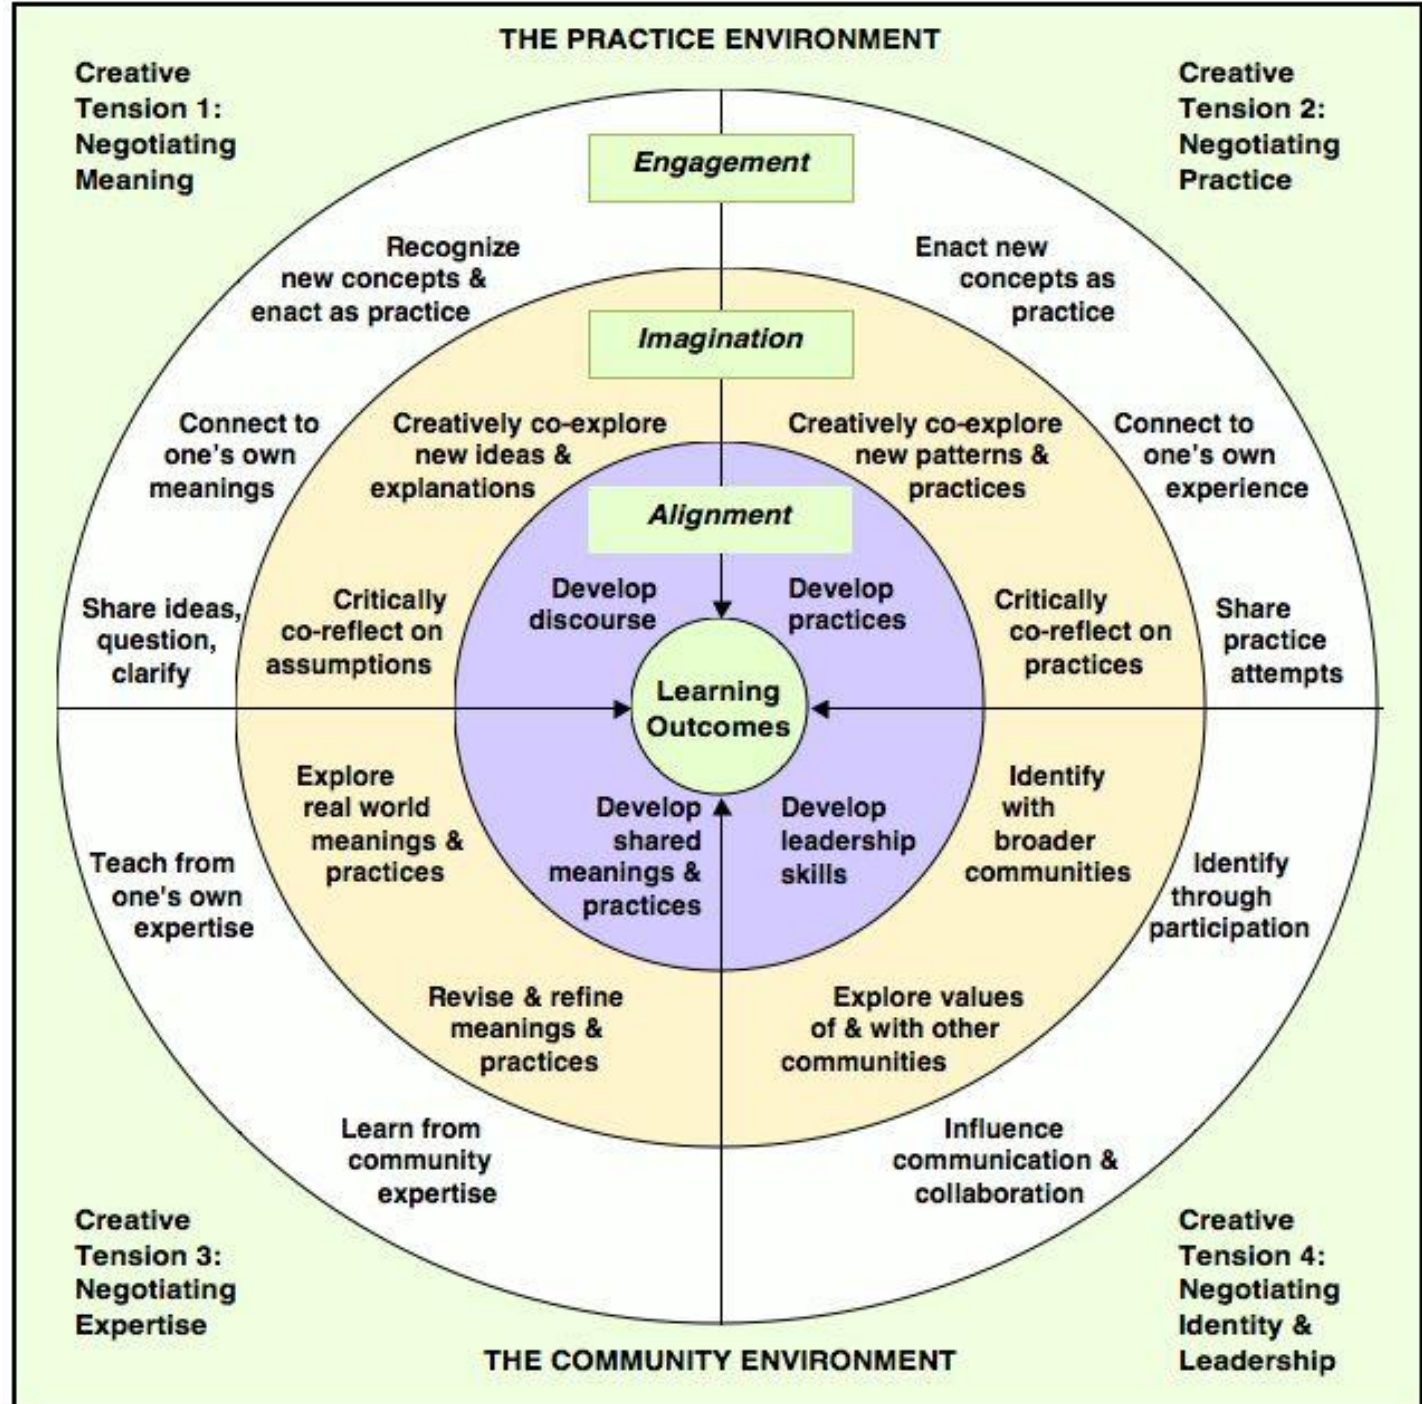 THE PRACTICE ENVIRONMENT
Creative
Tension 1:
Negotiating
Meaning
Creative
Tension 2:
Negotiating
Practice
Engagement
Recognize
new concepts &
enact as practice
Enact new
concepts as
practice
Imagination
Connect to
one's own
meanings
Creatively co-explore
new ideas &
explanations
Creatively co-explore
new patterns &
practices
Connect to
one's own
experience
Alignment
Share ideas,
question,
clarify
Critically
co-reflect on
assumptions
Develop
discourse
Develop
practices
Critically
co-reflect on
practices
Share
practice
attempts
Learning
Outcomes
Teach from
one's own
expertise
Explore
real world
meanings &
practices
Develop
shared
meanings &
practices
Develop
leadership
skills
Identify
with
broader
communities
Identify
through
participation
Revise & refine
meanings &
practices
Explore values
of & with other
communities
Learn from
community
expertise
Influence
communication &
collaboration
Creative
Tension 3:
Negotiating
Expertise
Creative
Tension 4:
Negotiating
Identity &
Leadership
THE COMMUNITY ENVIRONMENT